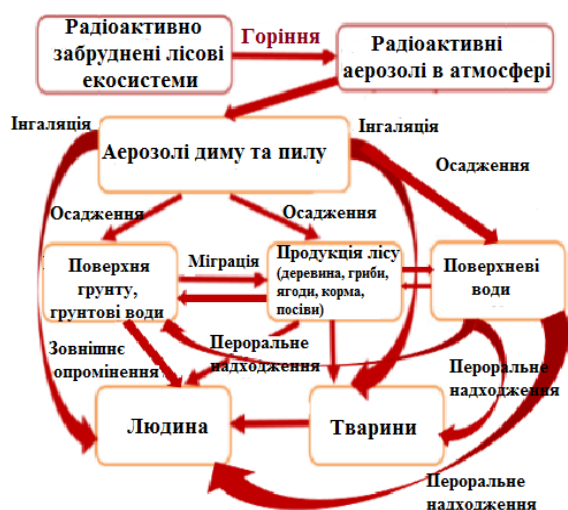 Радіоактивно
забруднені лісові
екосистеми
Горіння
Радіоактивні
аерозолі в атмосфері
Інгаляція
Аерозолі диму та пилу
Інгаляція
Осадження
Осадження
Осадження
Поверхня
грунту,
грунтові води
Міграція
Продукція лісу
(деревина, гриби,
ягоди, корма,
посіви)
Поверхневі
води
Зовнішнє
опромінення
Пероральне
надходження
Пероральне
надходження
Людина
Тварини
Пероральне
надходження